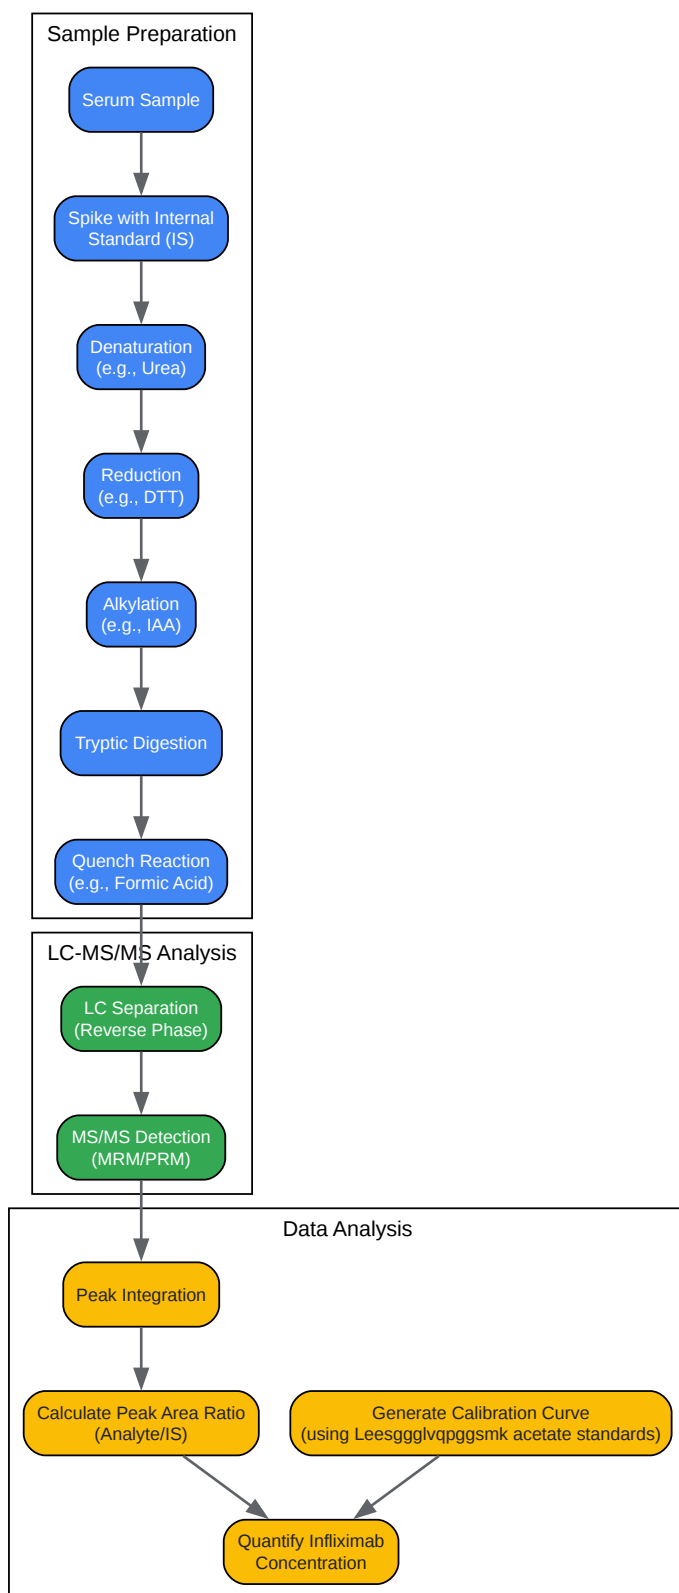 Sample Preparation
Serum Sample
Spike with Internal
Standard (IS)
Denaturation
(e.g., Urea)
Reduction
(e.g., DTT)
Alkylation
(e.g., IAA)
Tryptic Digestion
Quench Reaction
(e.g., Formic Acid)
LC-MS/MS Analysis
LC Separation
(Reverse Phase)
MS/MS Detection
(MRM/PRM)
Data Analysis
Peak Integration
Calculate Peak Area Ratio
(Analyte/IS)
Generate Calibration Curve
(using Leesggglvqpggsmk acetate standards)
Quantify Infliximab
Concentration